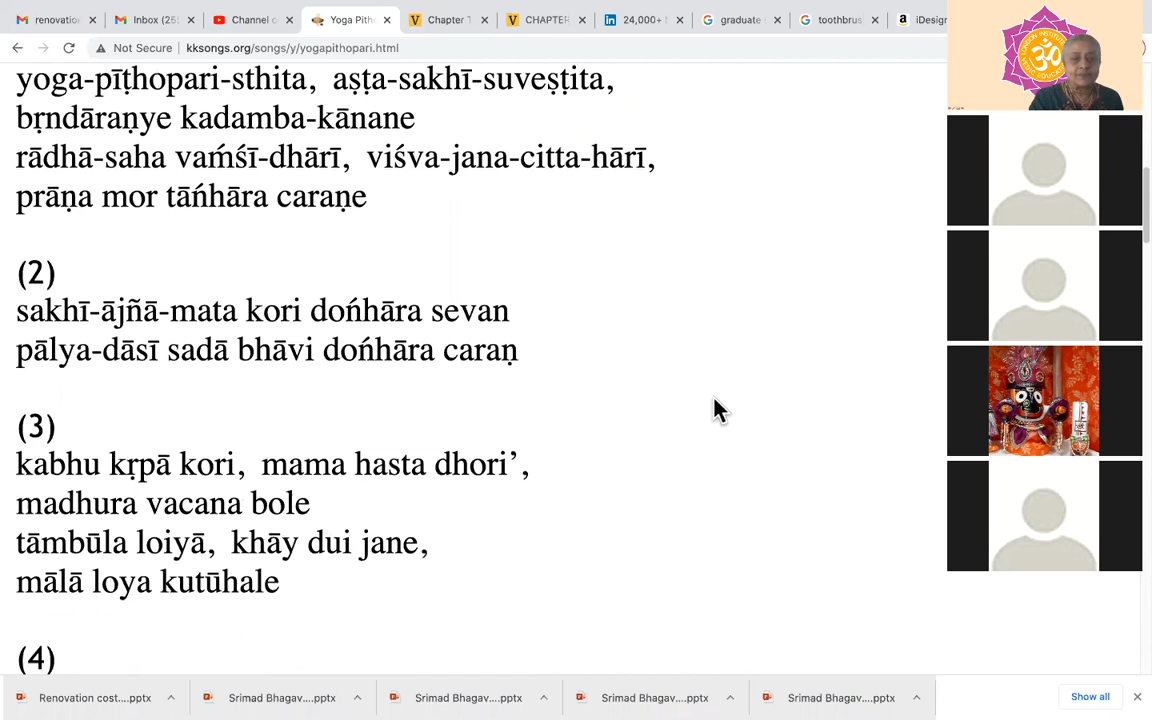 renovation
Inbox (25
Channel c
Yoga Pith
Chapter T
CHAPTER
24,000+
graduate
toothbrus
iDesign
Not Secure | kksongs.org/songs/y/yogapithopari.html
yoga-pīṭhopari-sthita, aṣṭa-sakhī-suveṣṭita,
bṛndāraṇye kadamba-kānane
rādhā-saha vaḿśī-dhārī, viśva-jana-citta-hārī,
prāṇa mor tāńhāra caraṇe
(2)
sakhī-ājñā-mata kori dońhāra sevan
pālya-dāsī sadā bhāvi dońhāra caraṇ
(3)
kabhu kṛpā kori, mama hasta dhori’,
madhura vacana bole
tāmbūla loiyā, khāy dui jane,
mālā loya kutūhale
(4)
Renovation cost....pptx
Srimad Bhagav....pptx
Srimad Bhagav....pptx
Srimad Bhagav....pptx
Srimad Bhagav....pptx
Show all